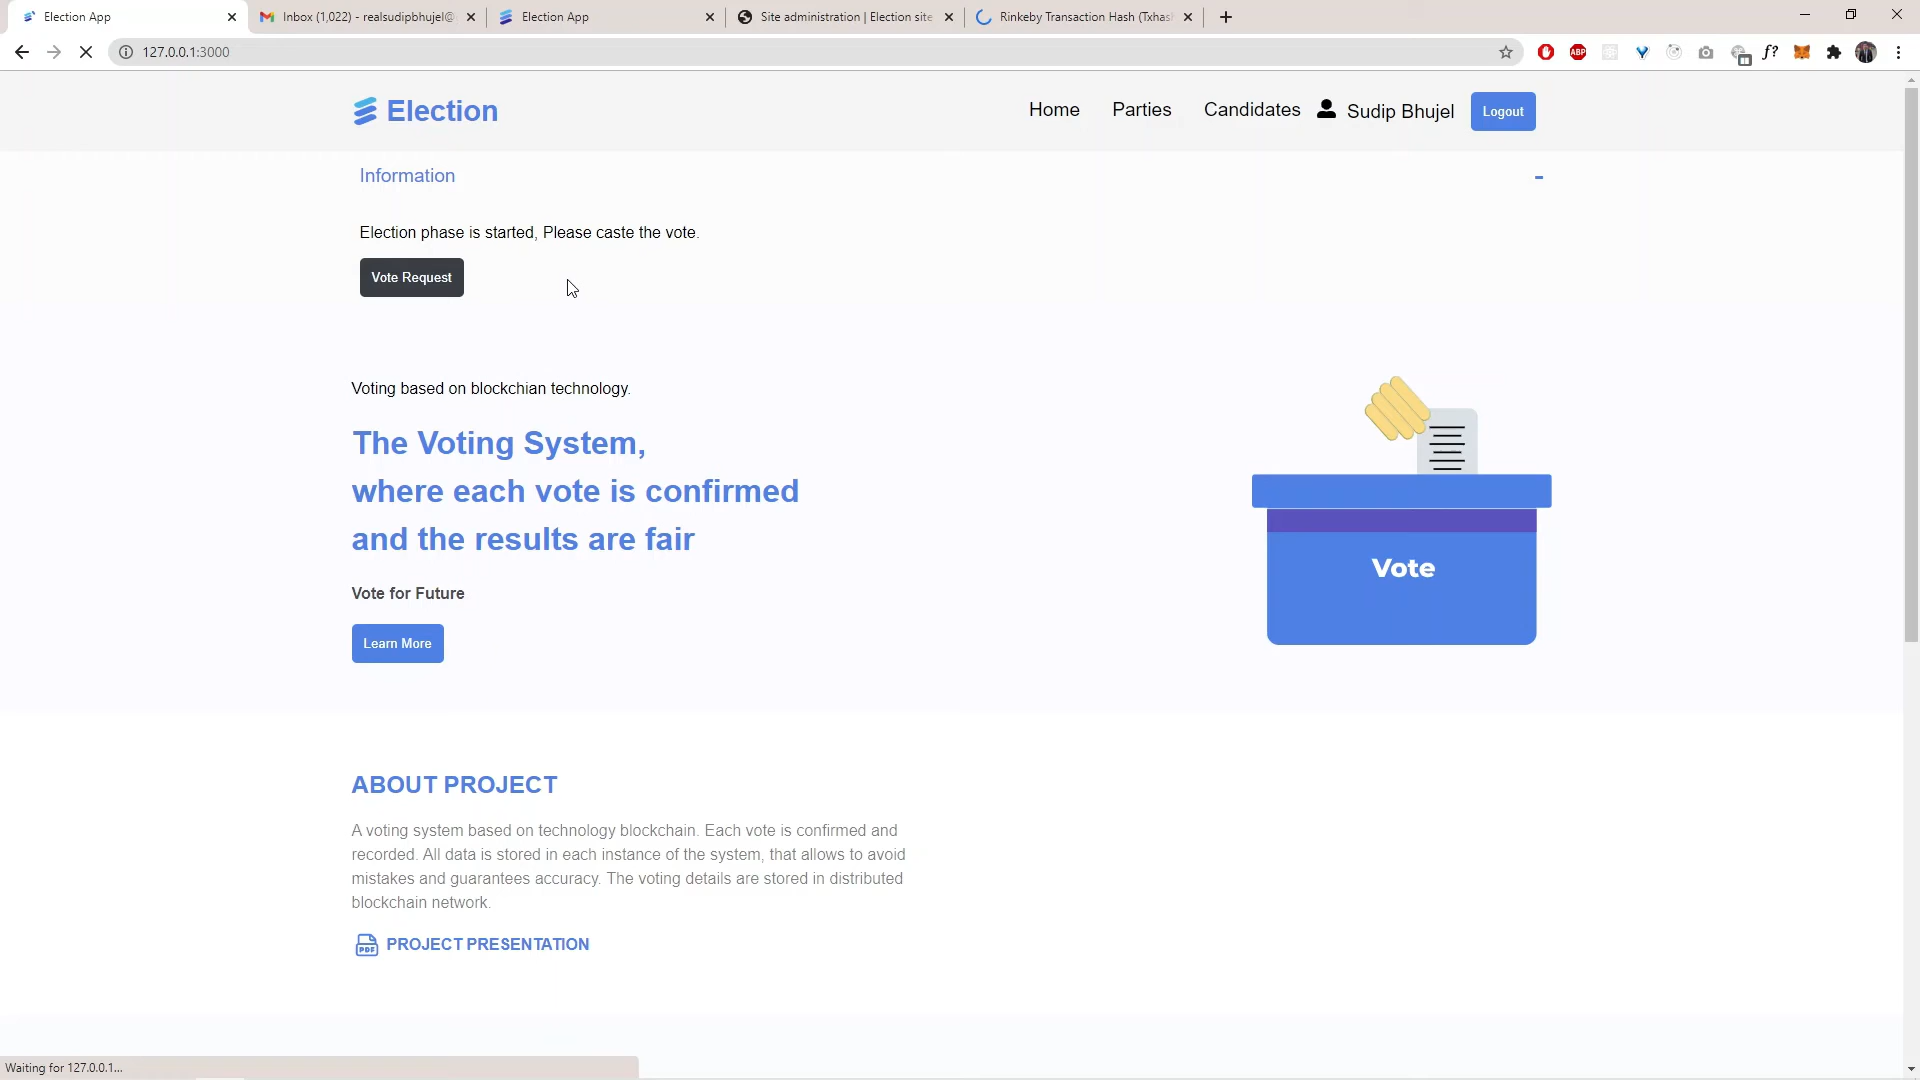 Election App
Inbox (1,022) - realsudipbhujel@
Election App
Site administration | Election site
Rinkeby Transaction Hash (Txhas
127.0.0.1:3000
ABP
f?
Election
Home
Parties
Candidates
Sudip Bhujel
Logout
Information
-
Election phase is started, Please caste the vote.
Vote Request
Voting based on blockchian technology.
The Voting System,
where each vote is confirmed
and the results are fair
Vote for Future
Learn More
Vote
ABOUT PROJECT
A voting system based on technology blockchain. Each vote is confirmed and
recorded. All data is stored in each instance of the system, that allows to avoid
mistakes and guarantees accuracy. The voting details are stored in distributed
blockchain network.
PDF
PROJECT PRESENTATION
Waiting for 127.0.0.1...